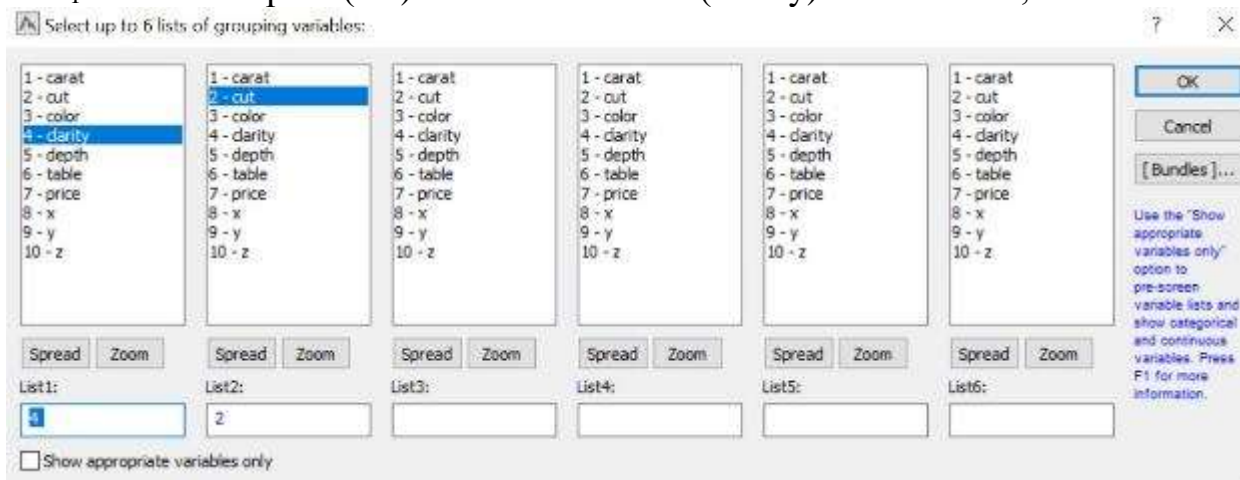 Select up to 6 lists of grouping variables:
? X
1 - carat
2 - cut
3 - color
4 - clarity
5 - depth
6 - table
7 - price
8 - x
9 - y
10 - z
1 - carat
2 - cut
3 - color
4 - clarity
5 - depth
6 - table
7 - price
8 - x
9 - y
10 - z
1 - carat
2 - cut
3 - color
4 - clarity
5 - depth
6 - table
7 - price
8 - x
9 - y
10 - z
1 - carat
2 - cut
3 - color
4 - clarity
5 - depth
6 - table
7 - price
8 - x
9 - y
10 - z
1 - carat
2 - cut
3 - color
4 - clarity
5 - depth
6 - table
7 - price
8 - x
9 - y
10 - z
1 - carat
2 - cut
3 - color
4 - clarity
5 - depth
6 - table
7 - price
8 - x
9 - y
10 - z
OK
Cancel
[Bundles]...
Use the "Show
appropriate
variables only"
option to
pre-screen
variable lists and
show categorical
and continuous
variables. Press
F1 for more
information.
Spread Zoom Spread Zoom Spread Zoom Spread Zoom Spread Zoom Spread Zoom
List1: List2: List3: List4: List5: List6:
4 2
Show appropriate variables only